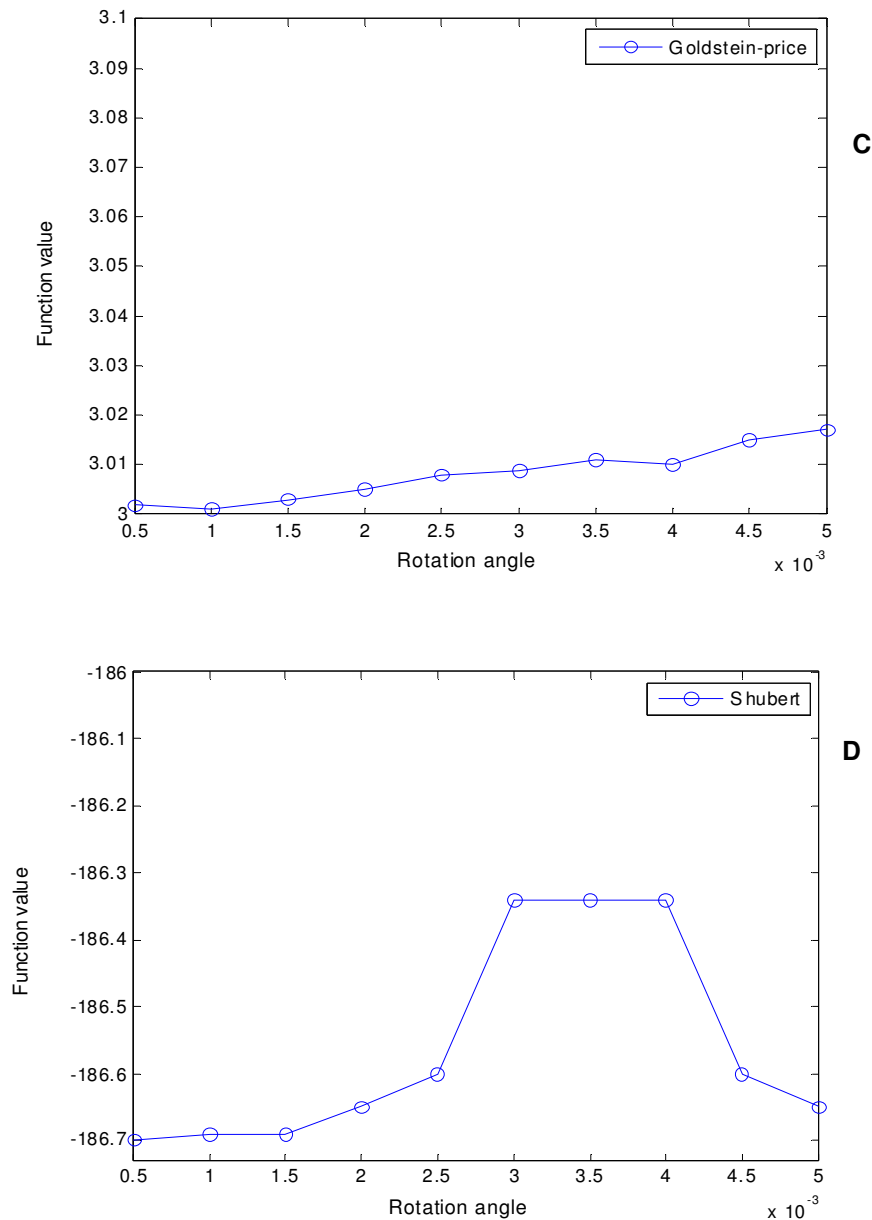 3.1
Goldstein-price
3.09
3.08
C
3.07
3.06
Function value
3.05
3.04
3.03
3.02
3.01
3
0.5 1 1.5 2 2.5 3 3.5 4 4.5 5
Rotation angle
x 10^-3
-186
Shubert
-186.1
D
-186.2
-186.3
Function value
-186.4
-186.5
-186.6
-186.7
0.5 1 1.5 2 2.5 3 3.5 4 4.5 5
Rotation angle
x 10^-3